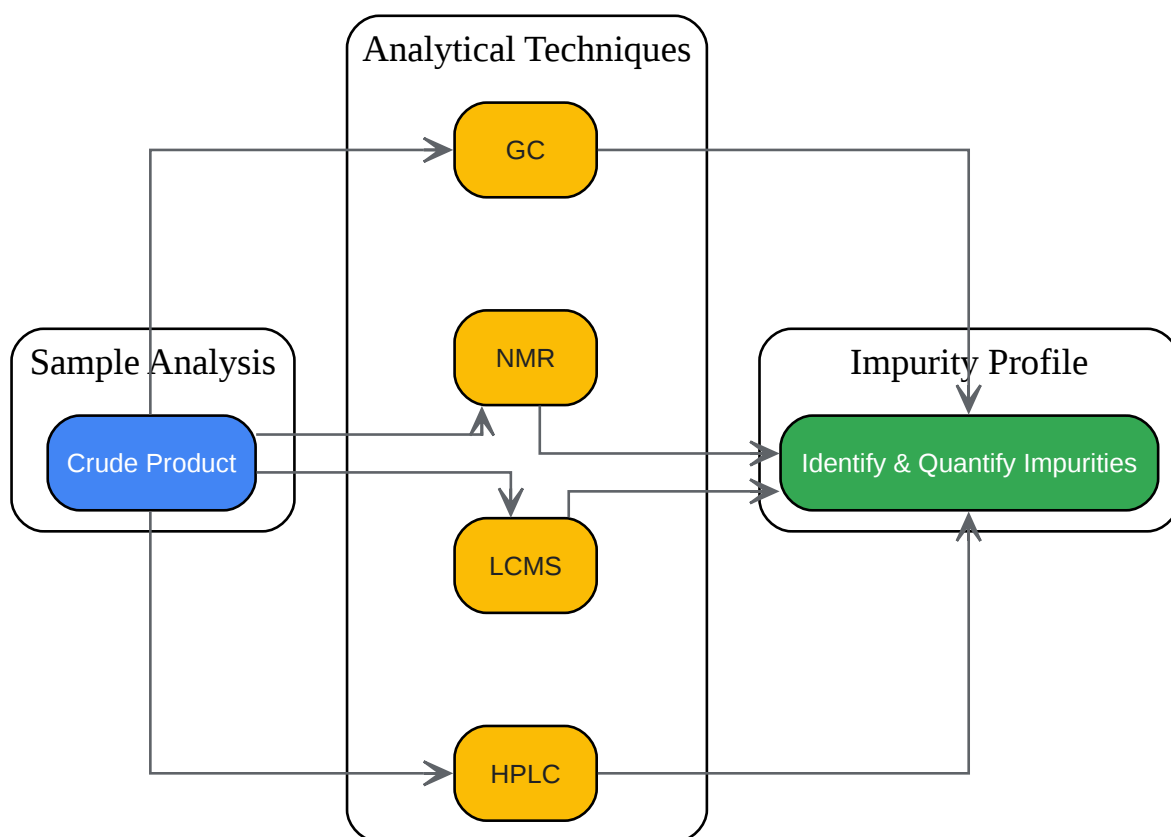 Analytical Techniques
GC
NMR
Sample Analysis
Impurity Profile
Crude Product
Identify & Quantify Impurities
LCMS
HPLC